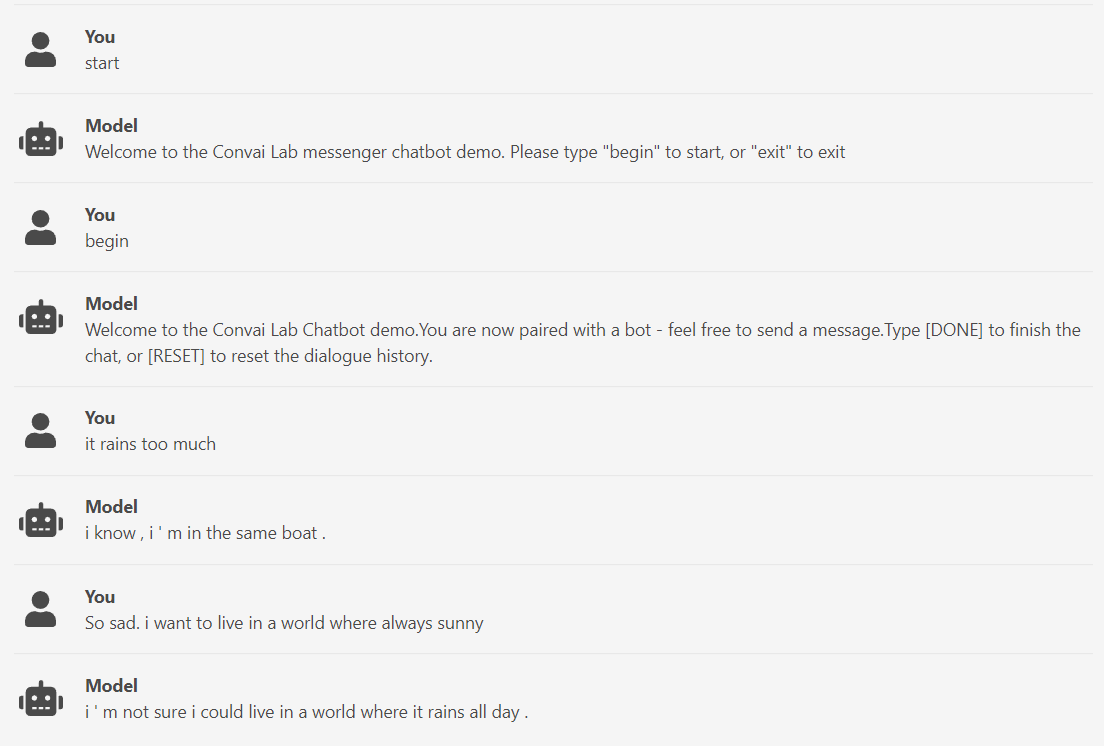 You
start
Model
Welcome to the Convai Lab messenger chatbot demo. Please type "begin" to start, or "exit" to exit
You
begin
Model
Welcome to the Convai Lab Chatbot demo.You are now paired with a bot - feel free to send a message.Type [DONE] to finish the
chat, or [RESET] to reset the dialogue history.
You
it rains too much
Model
i know , i ' m in the same boat .
You
So sad. i want to live in a world where always sunny
Model
i ' m not sure i could live in a world where it rains all day .